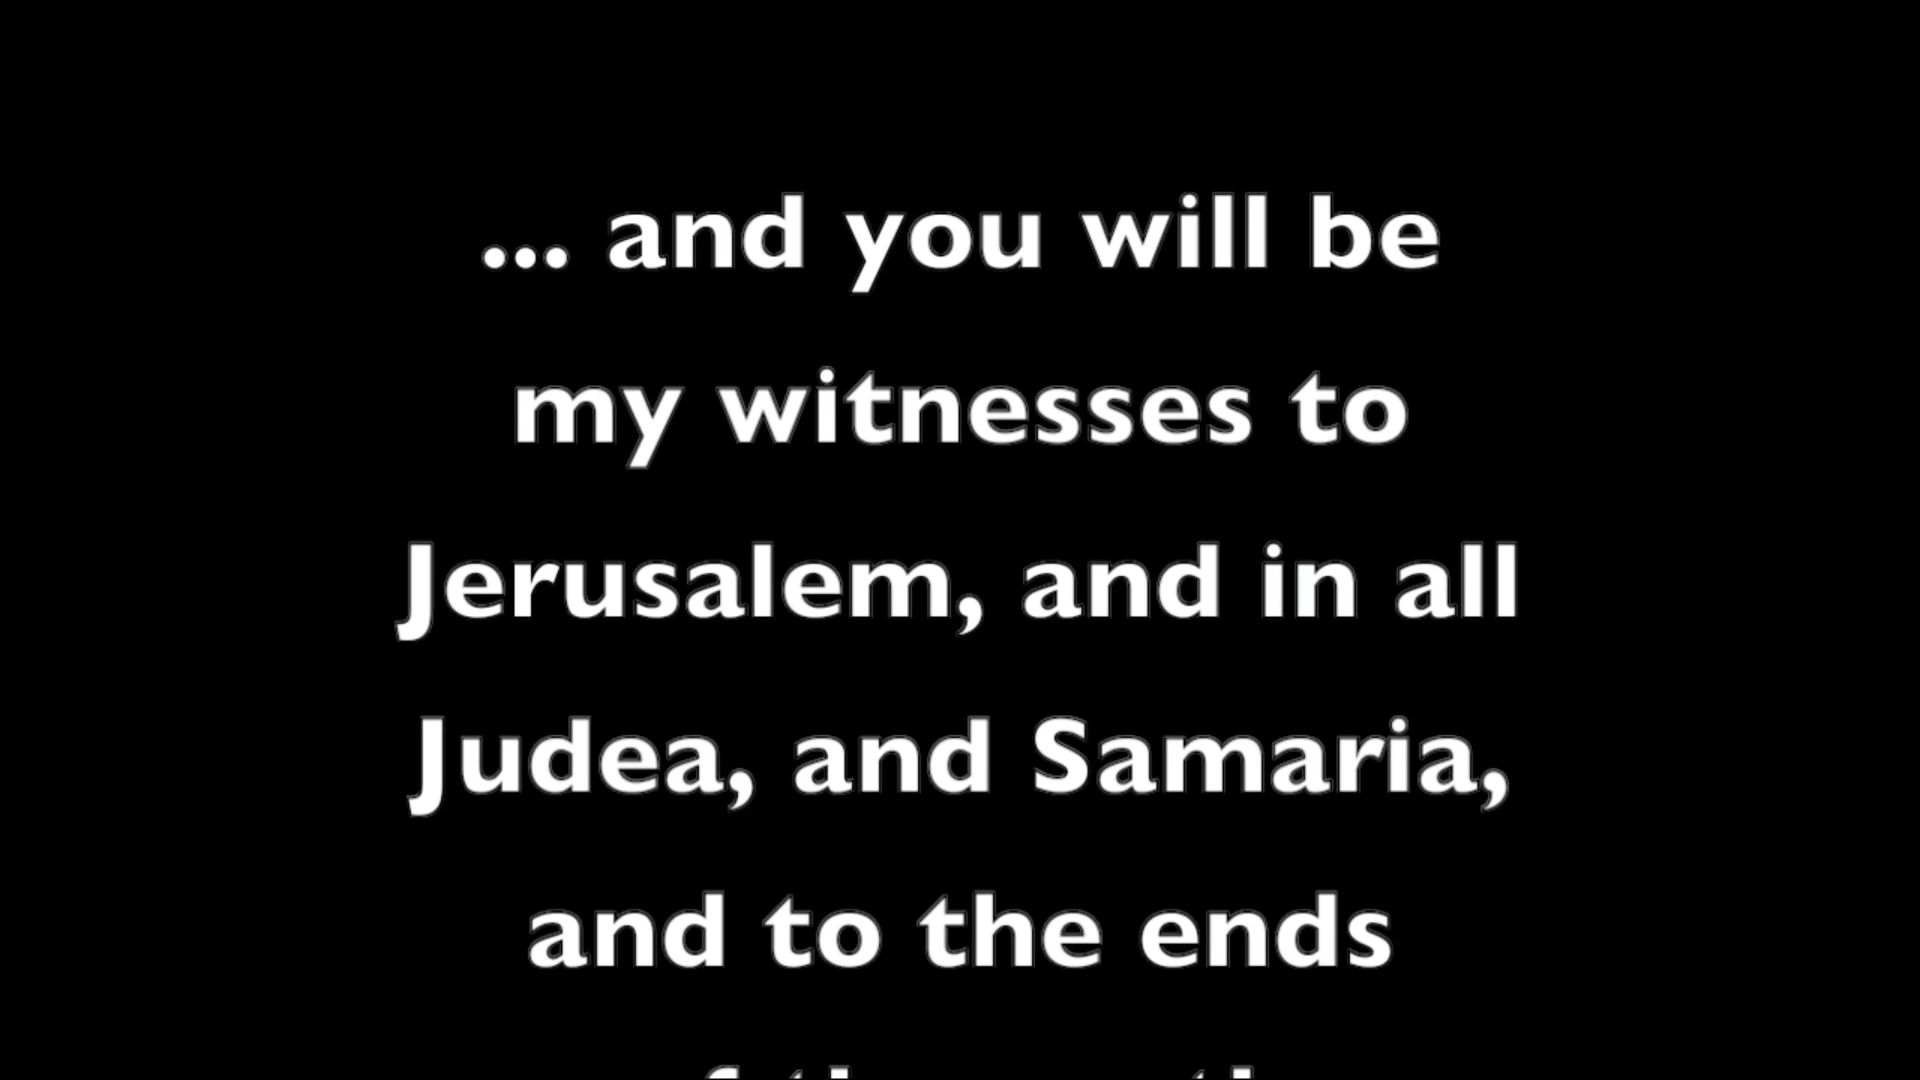 ... and you will be
my witnesses to
Jerusalem, and in all
Judea, and Samaria,
and to the ends